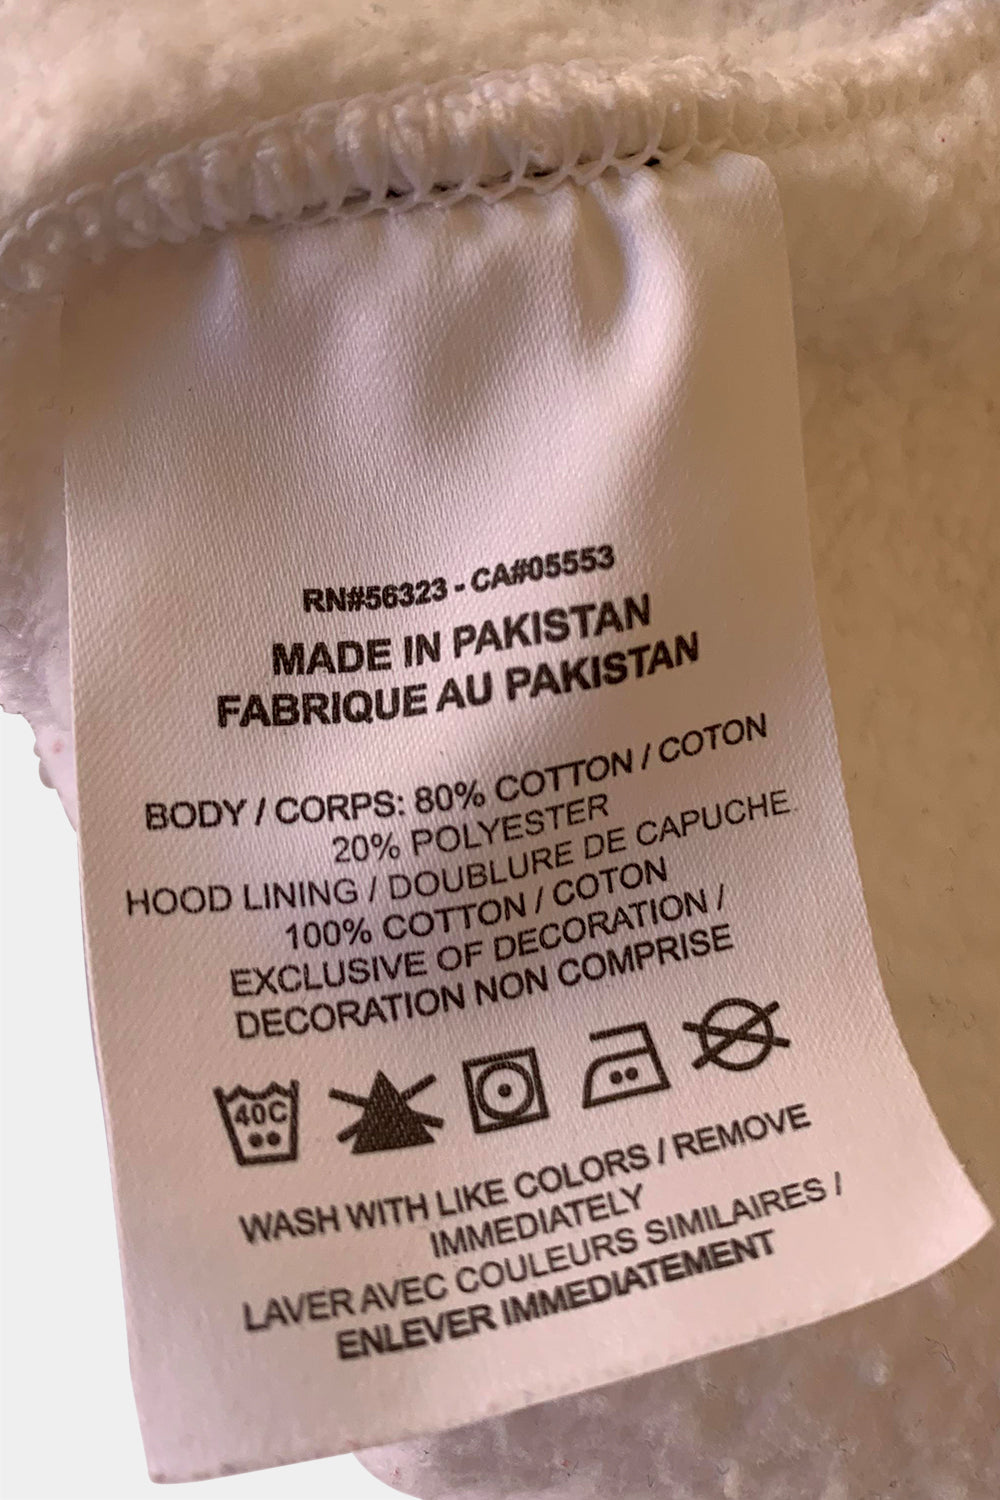 RN#56323 - CA#05553
MADE IN PAKISTAN
FABRIQUE AU PAKISTAN
BODY / CORPS: 80% COTTON / COTON
20% POLYESTER
HOOD LINING / DOUBLURE DE CAPUCHE.
100% COTTON / COTON
EXCLUSIVE OF DECORATION /
DECORATION NON COMPRISE
40C
WASH WITH LIKE COLORS / REMOVE
IMMEDIATELY
LAVER AVEC COULEURS SIMILAIRES /
ENLEVER IMMEDIATEMENT